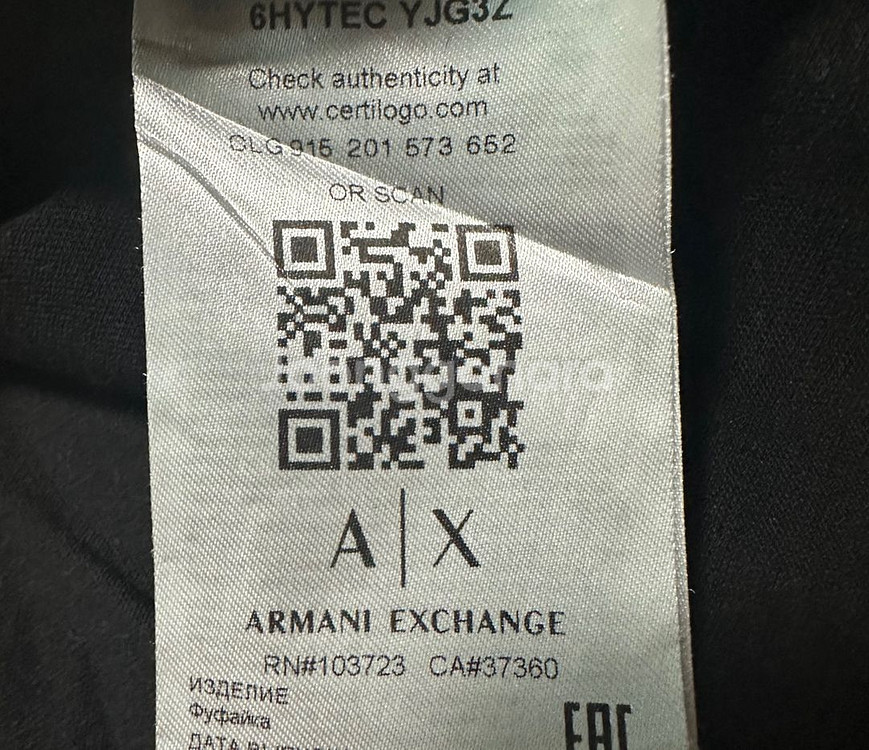 6HYTEC YJG3Z
Check authenticity at
www.certilogo.com
CLG 915 201 573 652
OR SCAN
A|X
ARMANI EXCHANGE
RN#103723 CA#37360
ИЗДЕЛИЕ
Фуфайка
ДАТА
EAC